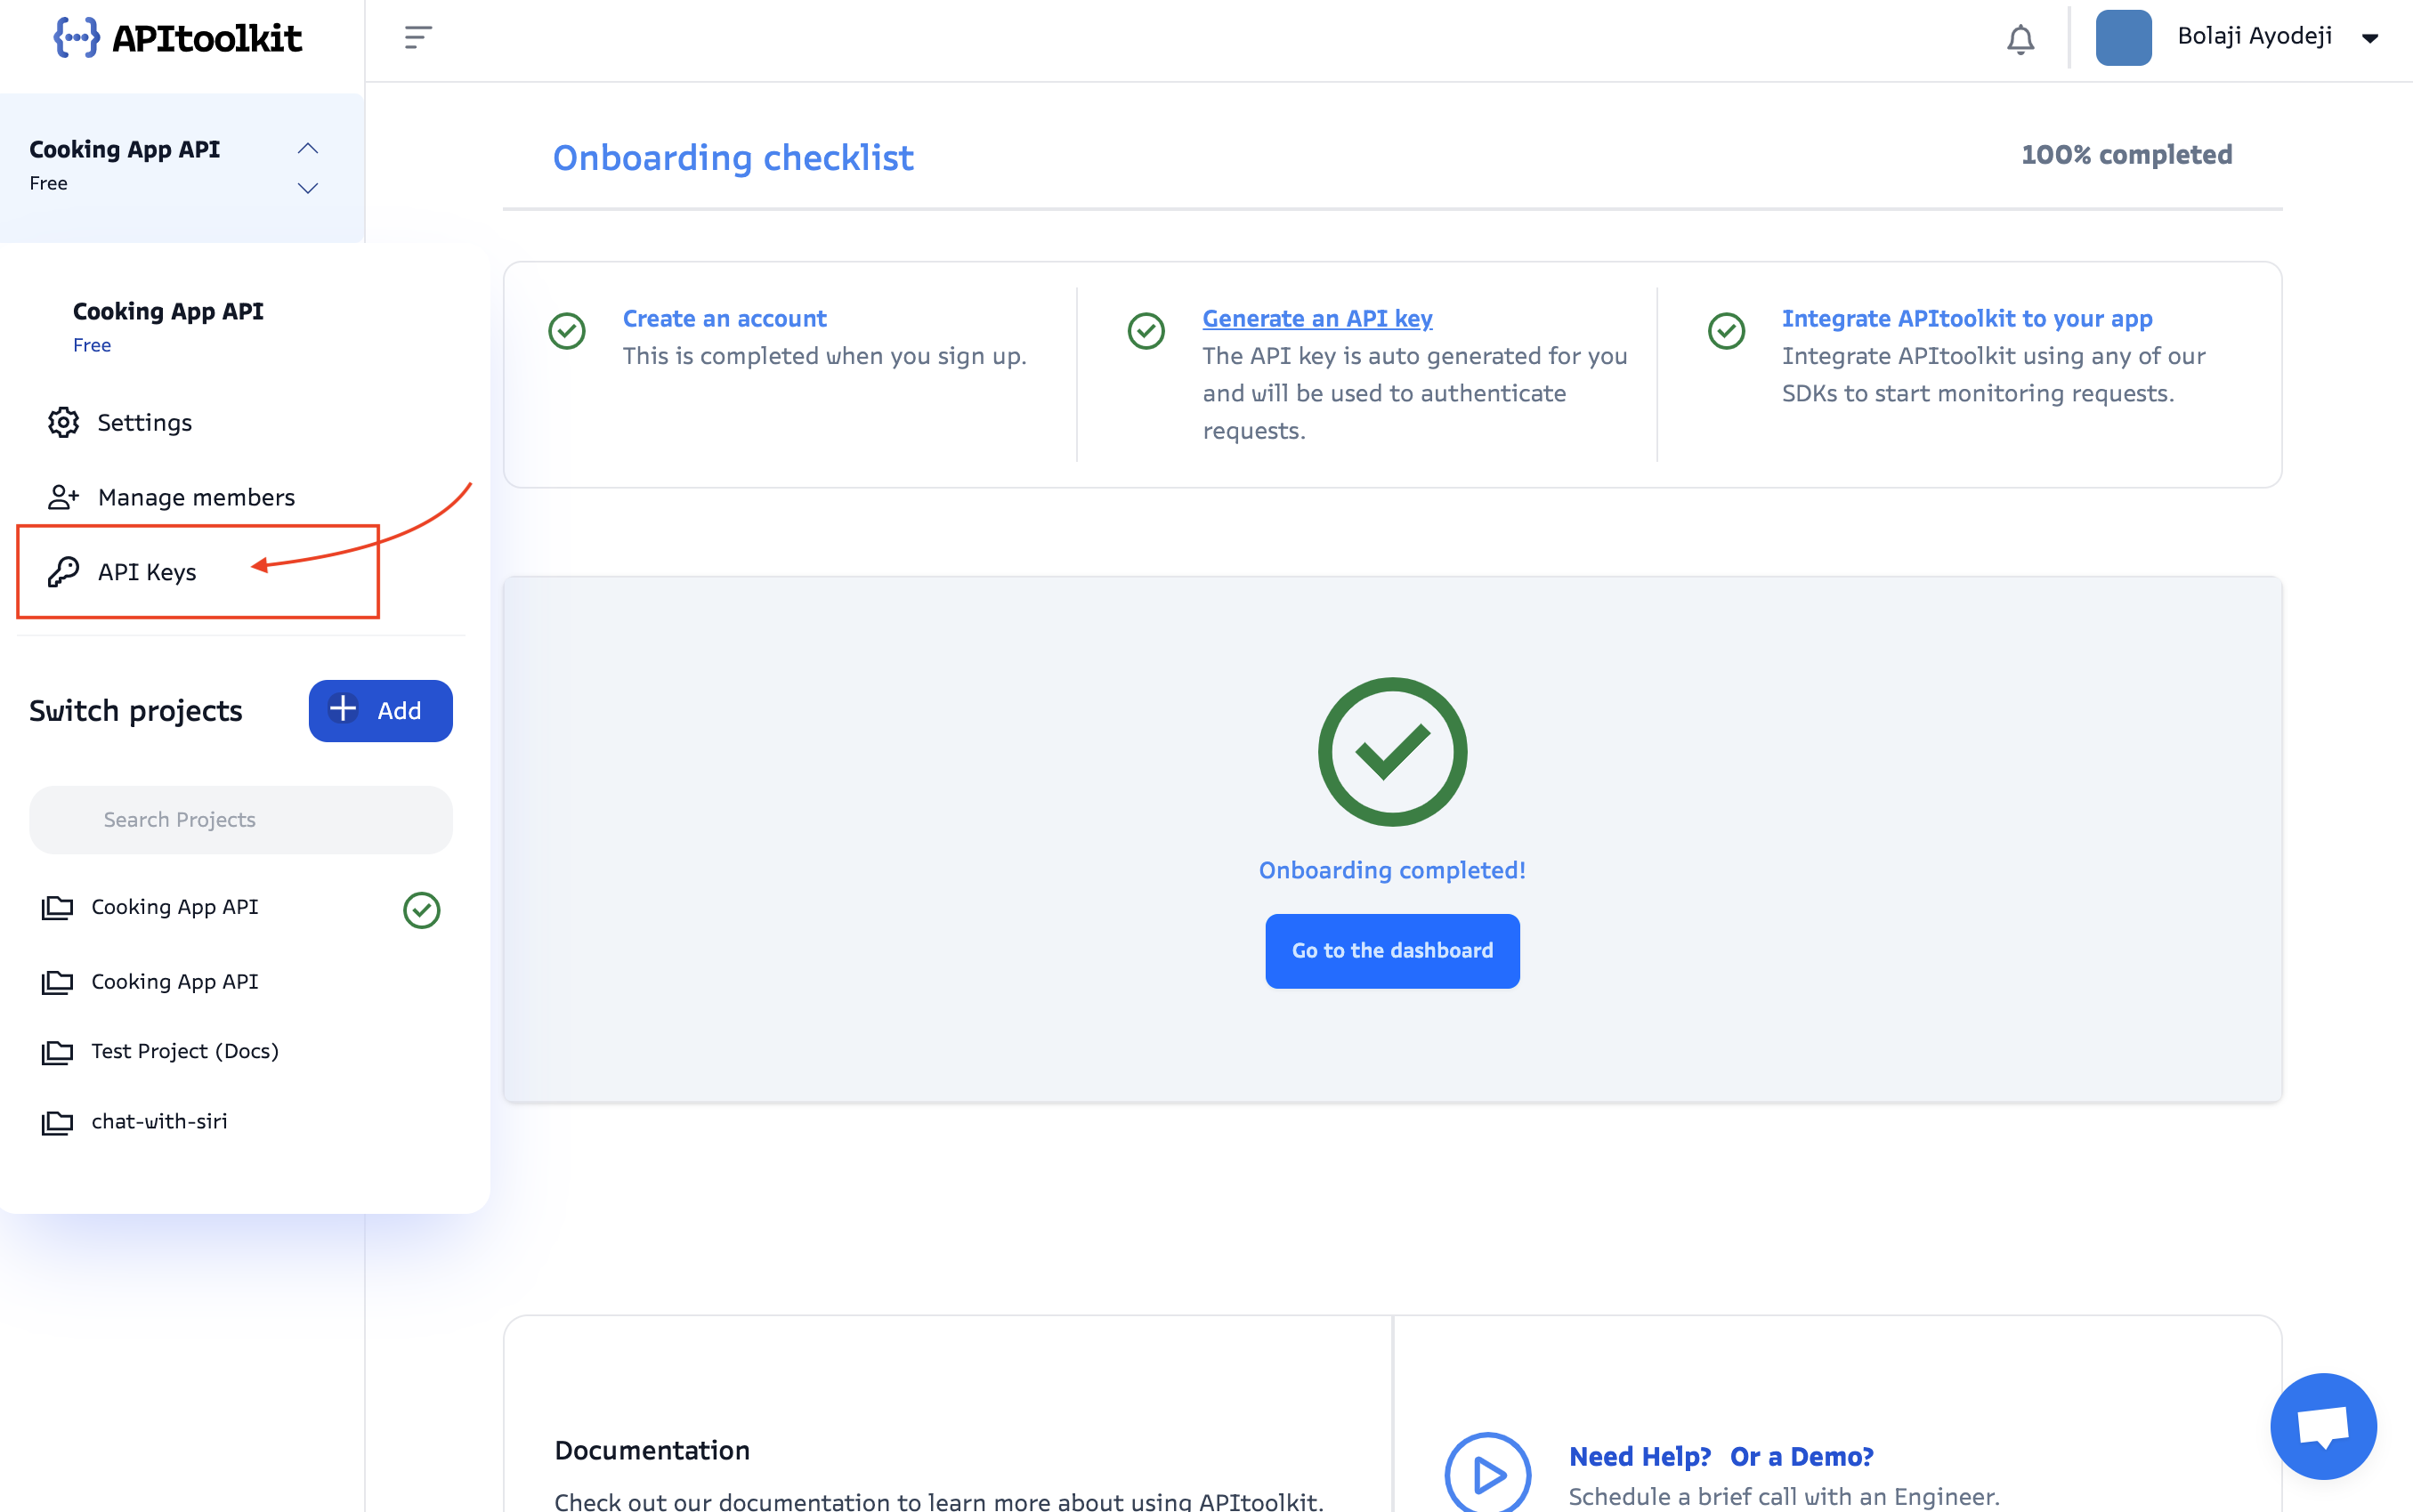 APItoolkit
Bolaji Ayodeji
Cooking App API
Free
Onboarding checklist
100% completed
Cooking App API
Free
Settings
Manage members
API Keys
Switch projects
Add
Search Projects
Cooking App API
Cooking App API
Test Project (Docs)
chat-with-siri
Create an account
This is completed when you sign up.
Generate an API key
The API key is auto generated for you
and will be used to authenticate
requests.
Integrate APItoolkit to your app
Integrate APItoolkit using any of our
SDKs to start monitoring requests.
Onboarding completed!
Go to the dashboard
Documentation
Check out our documentation to learn more about using APItoolkit.
Need Help? Or a Demo?
Schedule a brief call with an Engineer.